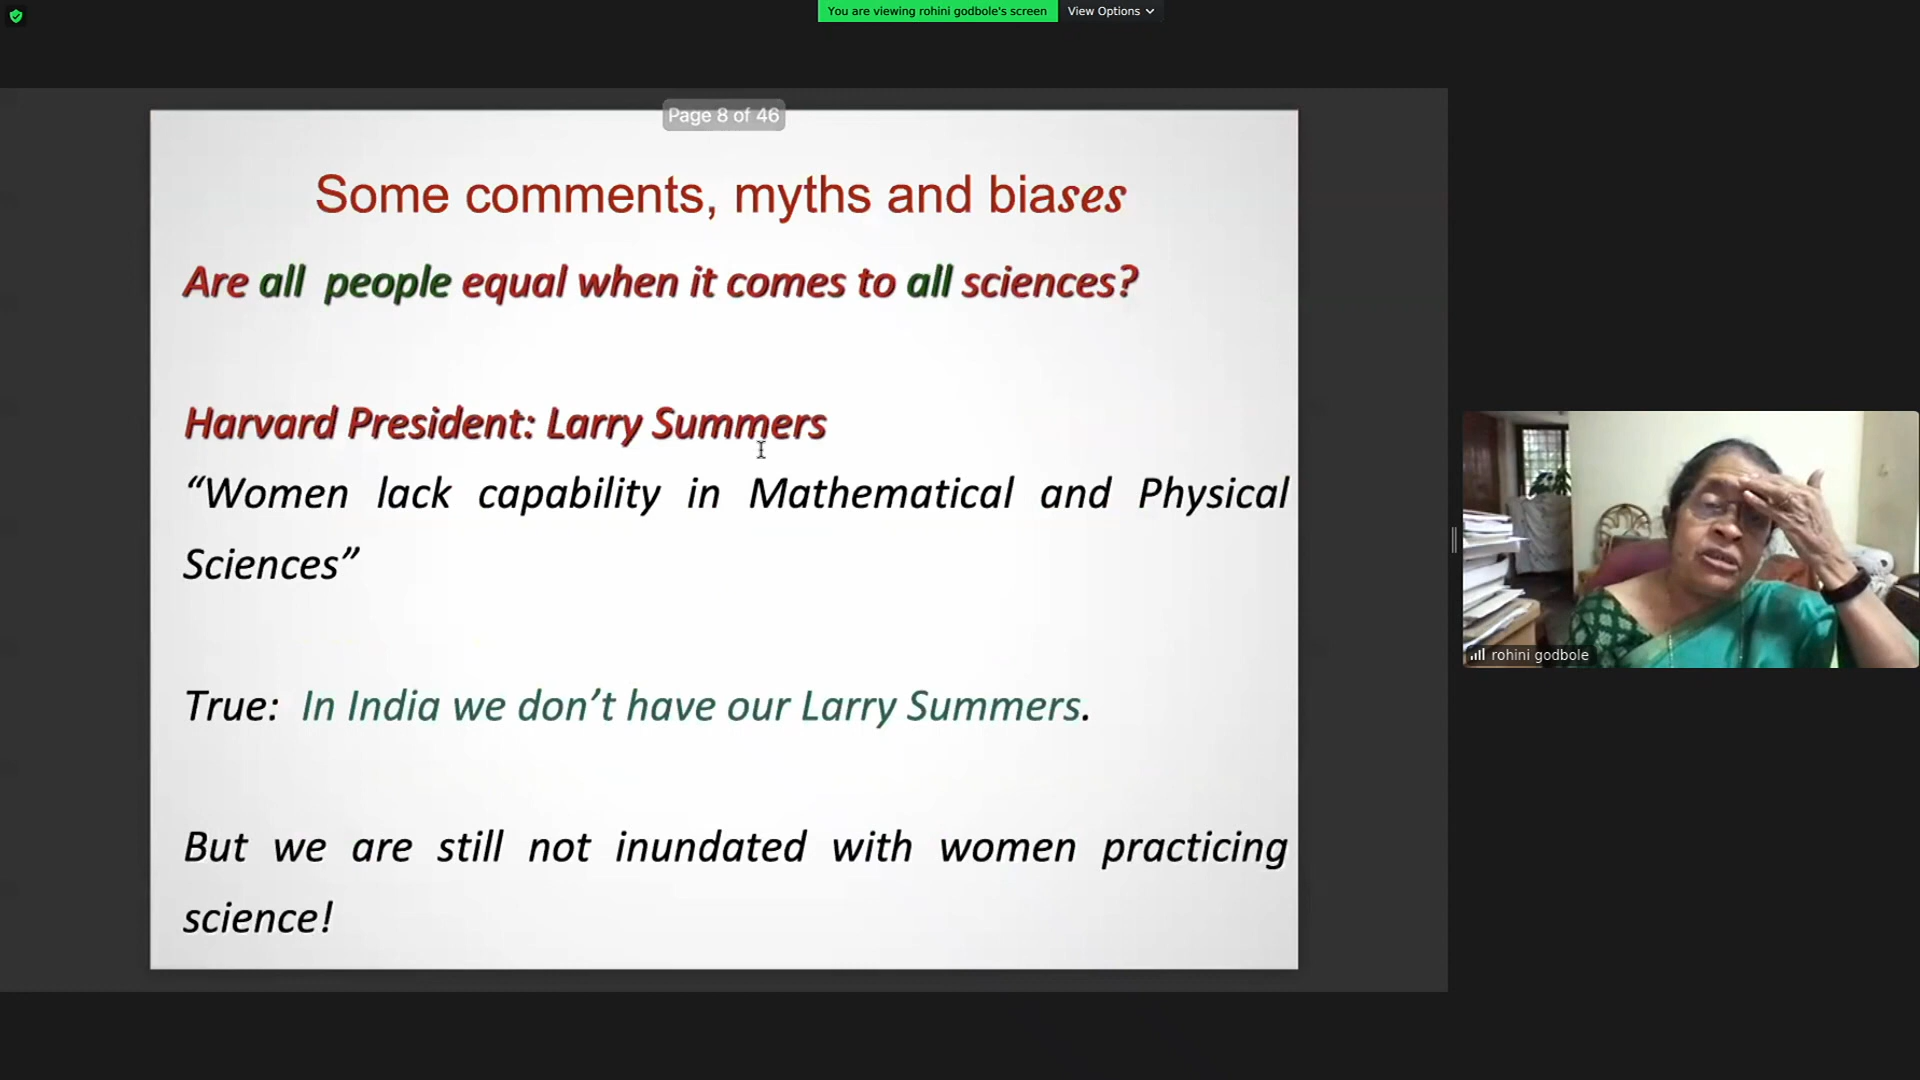 You are viewing rohini godbole's screen
View Options
Page 8 of 46
Some comments, myths and biases
Are all people equal when it comes to all sciences?
Harvard President: Larry Summers
“Women lack capability in Mathematical and Physical
Sciences”
True: In India we don’t have our Larry Summers.
But we are still not inundated with women practicing
science!
rohini godbole